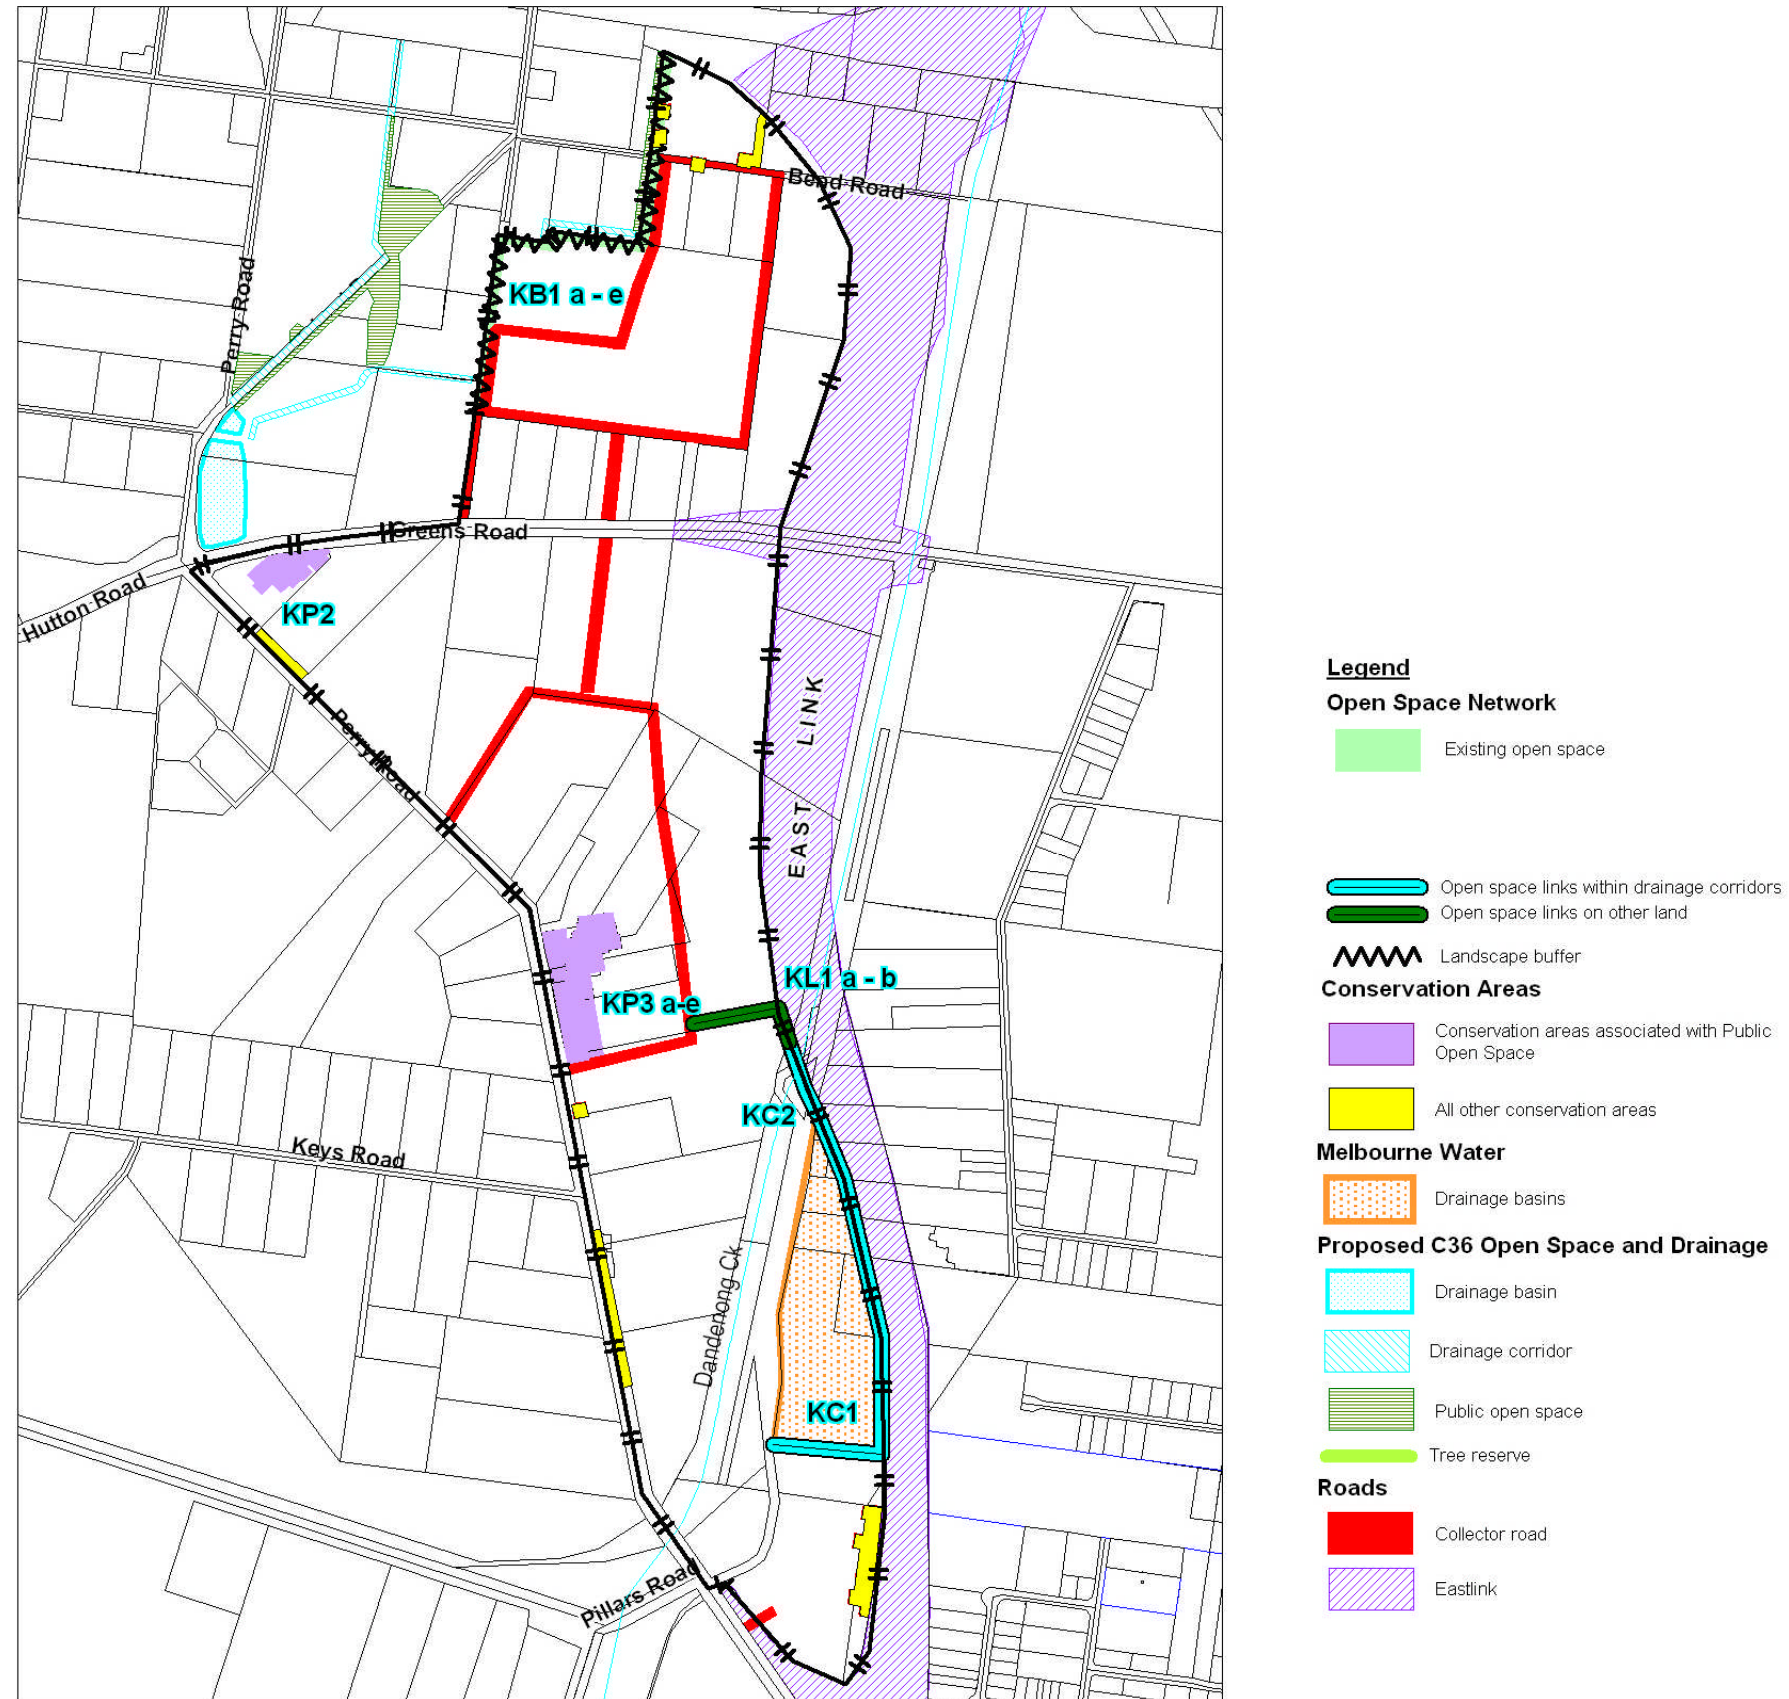 Bend Road
Perry Road
KB1 a - e
Greens Road
Hutton Road
KP2
Perry Road
EAST LINK
KL1 a - b
KP3 a-e
KC2
Keys Road
Dandenong Ck
KC1
Pillars Road
Legend
Open Space Network
Existing open space
Open space links within drainage corridors
Open space links on other land
Landscape buffer
Conservation Areas
Conservation areas associated with Public
Open Space
All other conservation areas
Melbourne Water
Drainage basins
Proposed C36 Open Space and Drainage
Drainage basin
Drainage corridor
Public open space
Tree reserve
Roads
Collector road
Eastlink